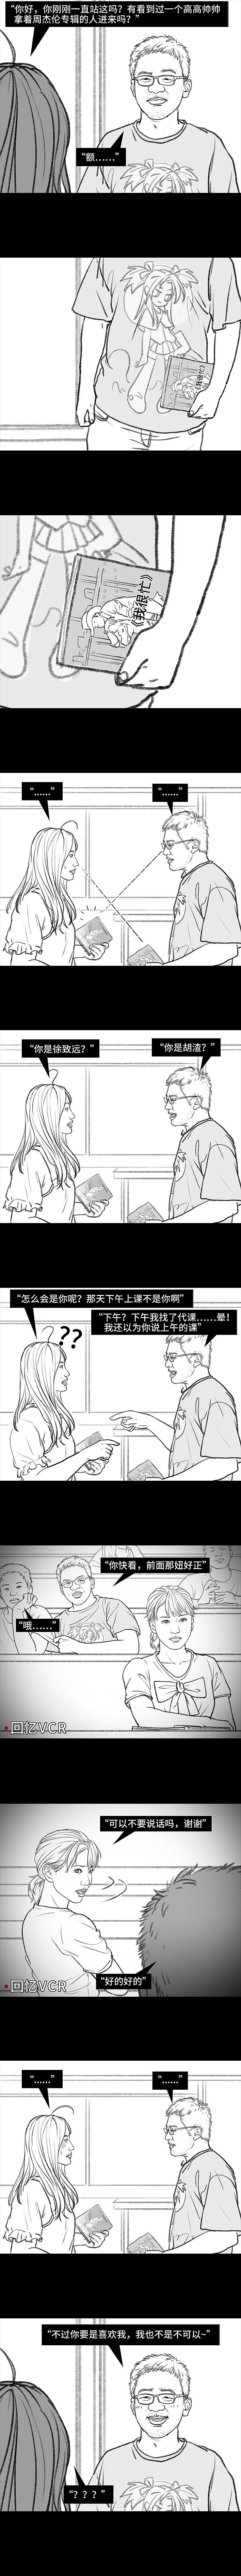 “你好，你刚刚一直站这吗？有看到过一个高高帅帅
拿着周杰伦专辑的人进来吗？”
“额……”
《我很忙》
《我很忙》
“……”
“……”
“你是徐致远？”
“你是胡渣？”
“怎么会是你呢？那天下午上课不是你啊”
“下午？下午我找了代课……晕！
我还以为你说上午的课”
??
“你快看，前面那妞好正”
“哦……”
回忆VCR
“可以不要说话吗，谢谢”
“好的好的”
回忆VCR
“……”
“……”
“不过你要是喜欢我，我也不是不可以~”
“？？？”